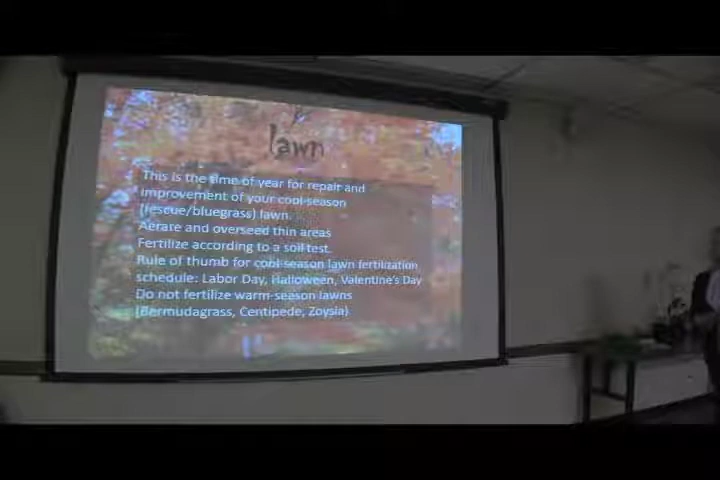 lawn
This is the time of year for repair and
improvement of your cool-season
(fescue/bluegrass) lawn.
Aerare and overseed thin areas
Fertilize according to a soil test.
Rule of thumb for cool-season lawn fertilization
schedule: Labor Day, Halloween, Valentine's Day
Do not fertilize warm-season lawns
(Bermudagrass, Centipede, Zoysia)